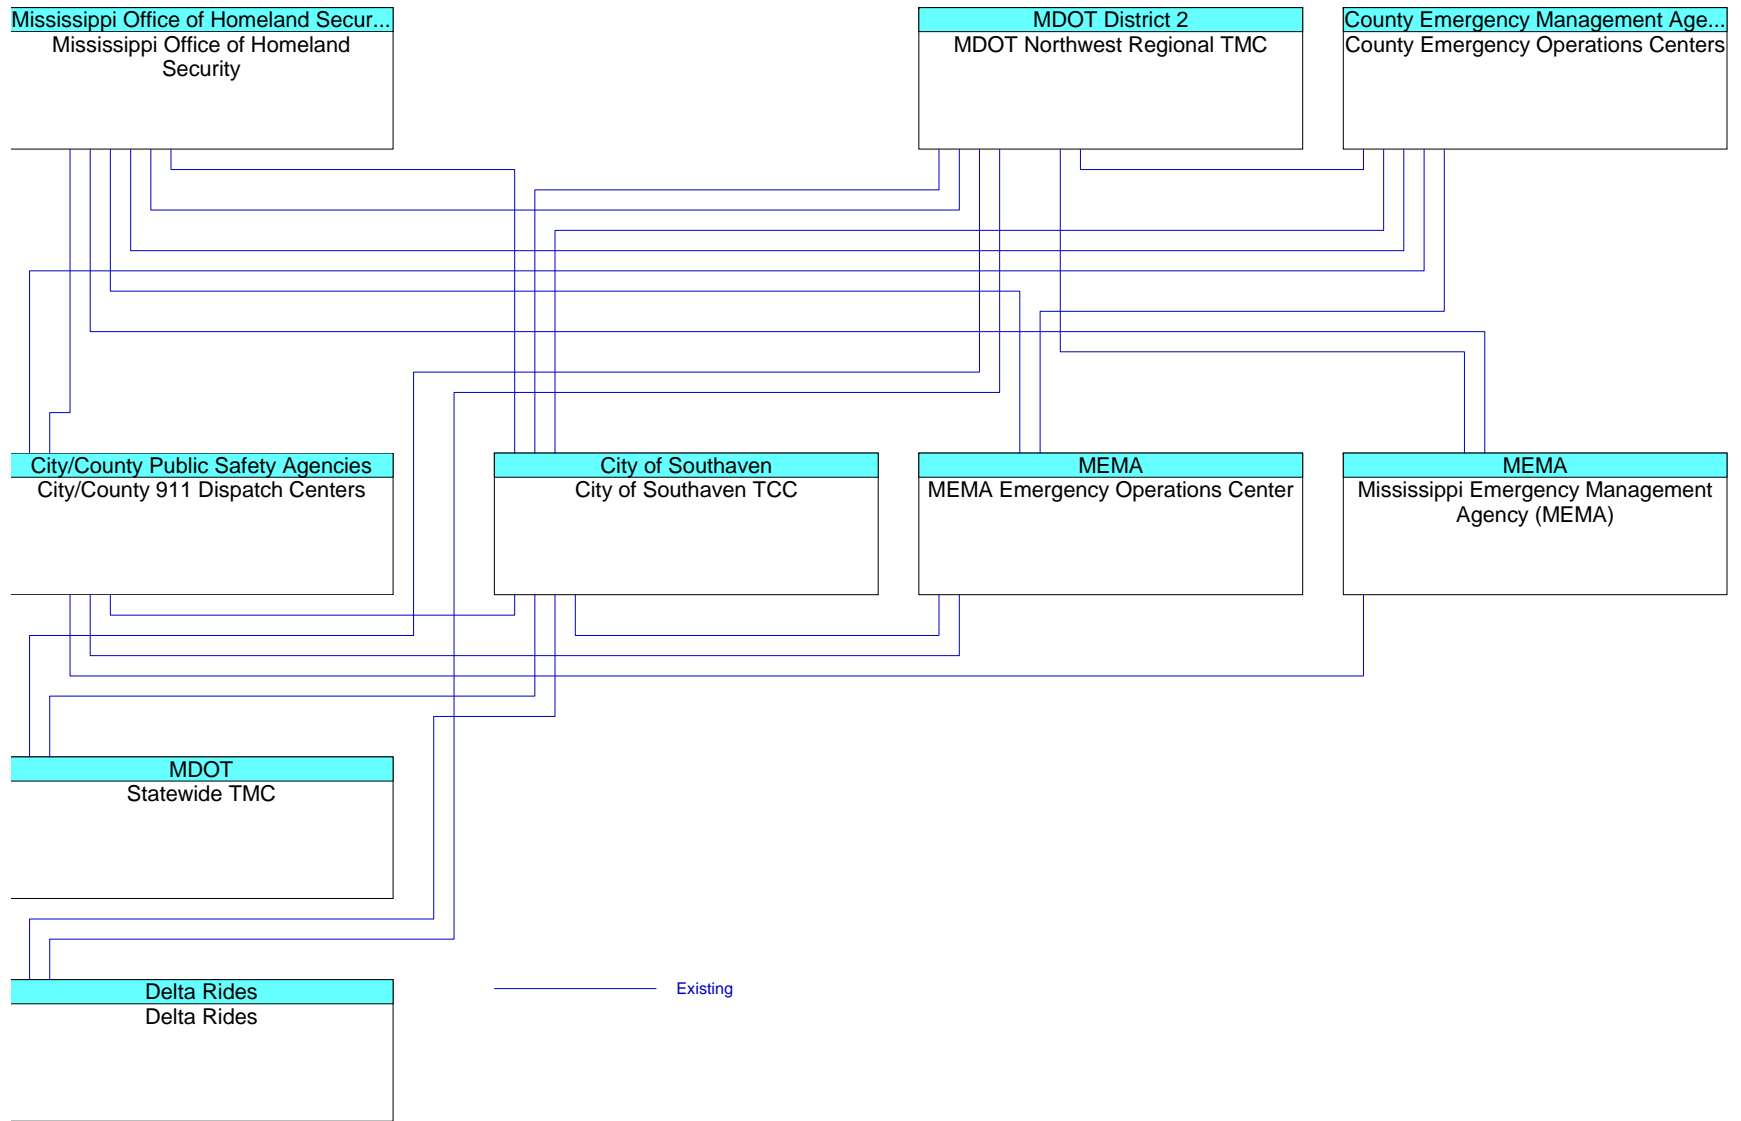 Mississippi Office of Homeland Secur...
Mississippi Office of Homeland
Security
MDOT District 2
MDOT Northwest Regional TMC
County Emergency Management Age...
County Emergency Operations Centers
City/County Public Safety Agencies
City/County 911 Dispatch Centers
City of Southaven
City of Southaven TCC
MEMA
MEMA Emergency Operations Center
MEMA
Mississippi Emergency Management
Agency (MEMA)
MDOT
Statewide TMC
Delta Rides
Delta Rides
Existing